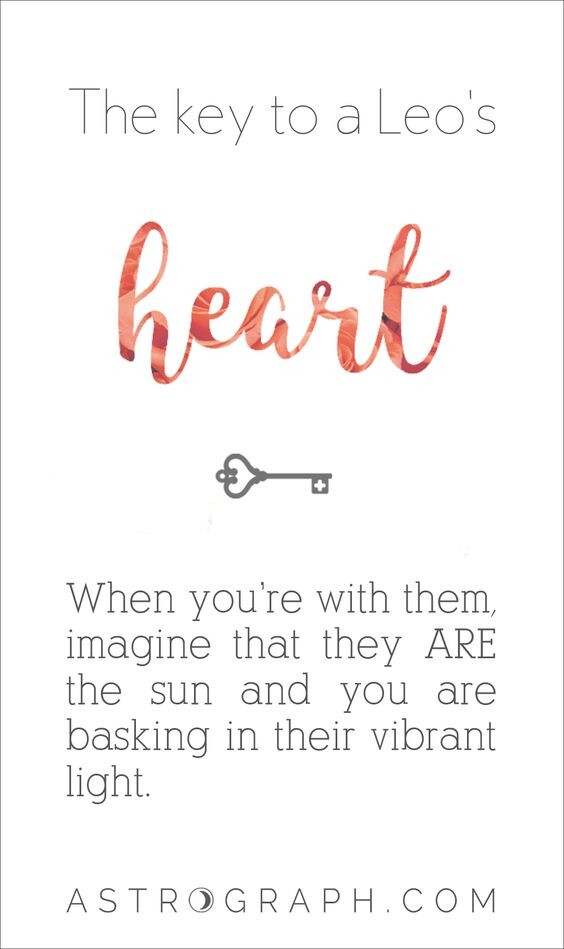 The key to a Leo's
heart
When you're with them,
imagine that they ARE
the sun and you are
basking in their vibrant
light.
ASTROGRAPH.COM